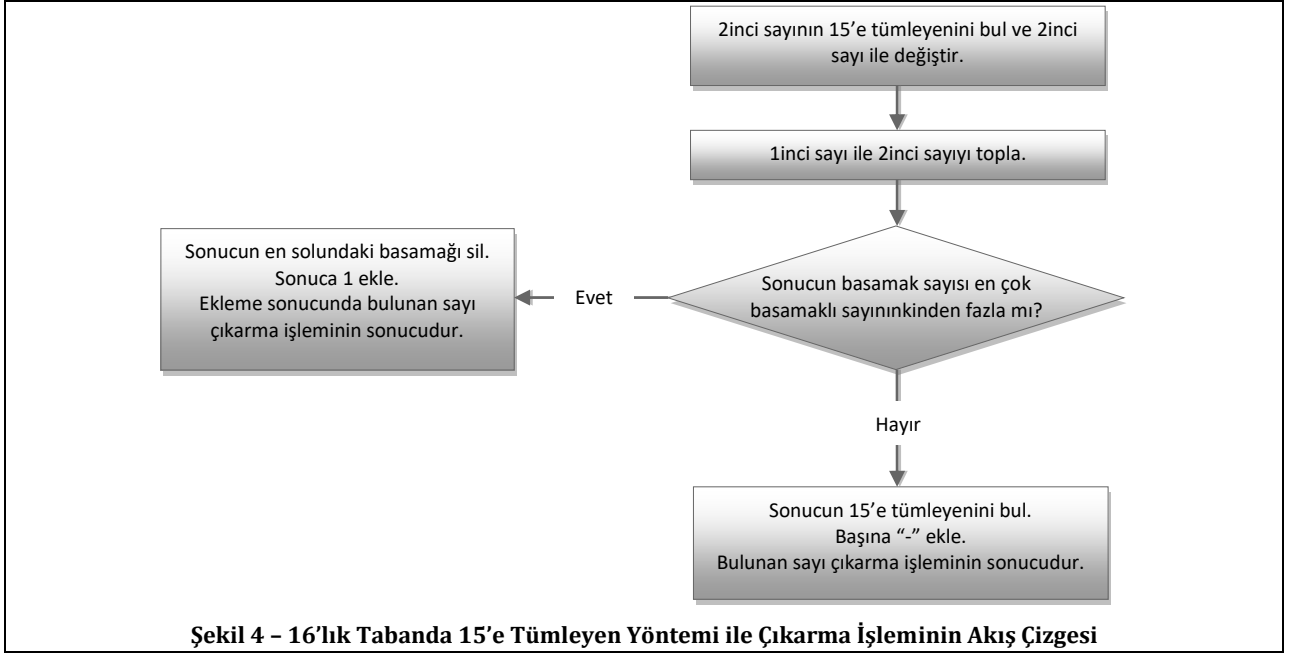 2inci sayının 15’e tümleyenini bul ve 2inci
sayı ile değiştir.
1inci sayı ile 2inci sayıyı topla.
Sonucun basamak sayısı en çok
basamaklı sayınınkinden fazla mı?
Evet
Sonucun en solundaki basamağı sil.
Sonuca 1 ekle.
Ekleme sonucunda bulunan sayı
çıkarma işleminin sonucudur.
Hayır
Sonucun 15’e tümleyenini bul.
Başına “-” ekle.
Bulunan sayı çıkarma işleminin sonucudur.
Şekil 4 – 16’lık Tabanda 15’e Tümleyen Yöntemi ile Çıkarma İşleminin Akış Çizgesi